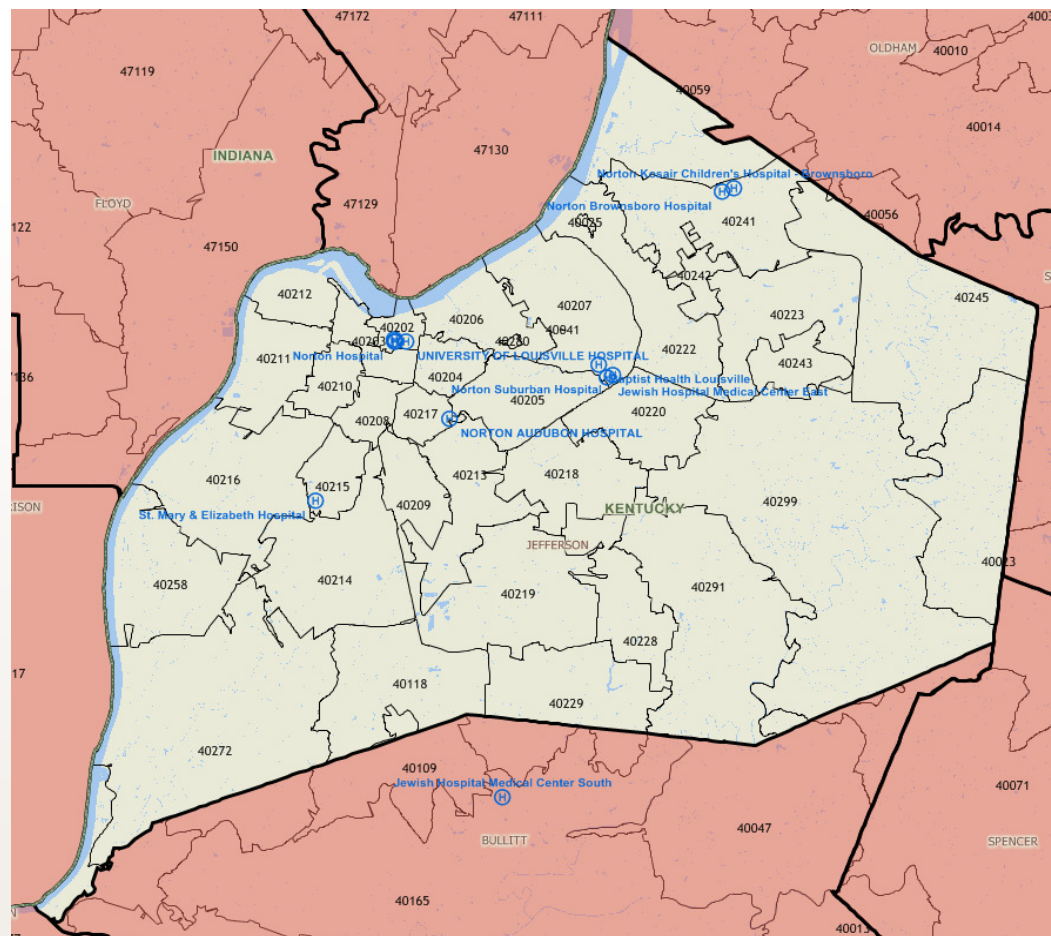 47172
47111
40010
OLDHAM
47119
40059
40014
47130
INDIANA
Norton Kosair Children's Hospital - Brownsboro
FLOYD
47129
Norton Brownsboro Hospital
40056
40025
40241
47150
40242
40212
40245
40207
40206
40223
40202
40041
40203
40222
Norton Hospital
UNIVERSITY OF LOUISVILLE HOSPITAL
40211
40243
40204
Baptist Health Louisville
40210
Norton Suburban Hospital
Jewish Hospital Medical Center East
40205
40217
40220
40208
NORTON AUDUBON HOSPITAL
40213
40218
40216
40215
40299
40209
KENTUCKY
St. Mary & Elizabeth Hospital
JEFFERSON
40023
40258
40214
40291
40219
40228
40118
40229
40272
40109
Jewish Hospital Medical Center South
40071
40047
BULLITT
SPENCER
40165